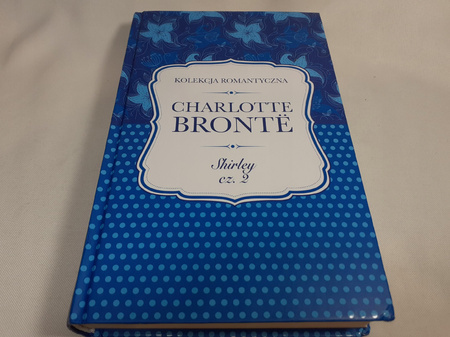 KOLEKCJA ROMANTYCZNA
CHARLOTTE
BRONTË
Shirley
cz. 2